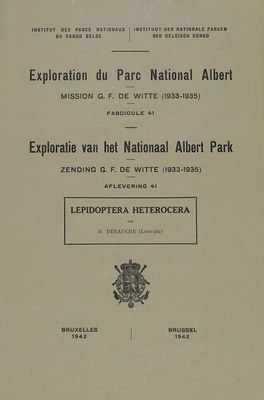 INSTITUT DES PARCS NATIONAUX
DU CONGO BELGE
INSTITUUT DER NATIONALE PARKEN
VAN BELGISCH CONGO
Exploration du Parc National Albert
MISSION G. F. DE WITTE (1933-1935)
FASCICULE 41
Exploratie van het Nationaal Albert Park
ZENDING G. F. DE WITTE (1933-1935)
AFLEVERING 41
LEPIDOPTERA HETEROCERA
PAR
H. DEBAUCHE (Louvain)
BRUXELLES
1942
BRUSSEL
1942